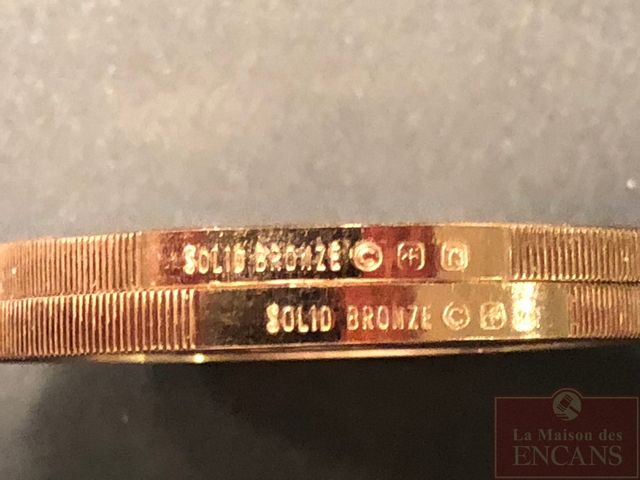 SOLID BRONZE ©
SOLID BRONZE ©
La Maison des
ENCANS